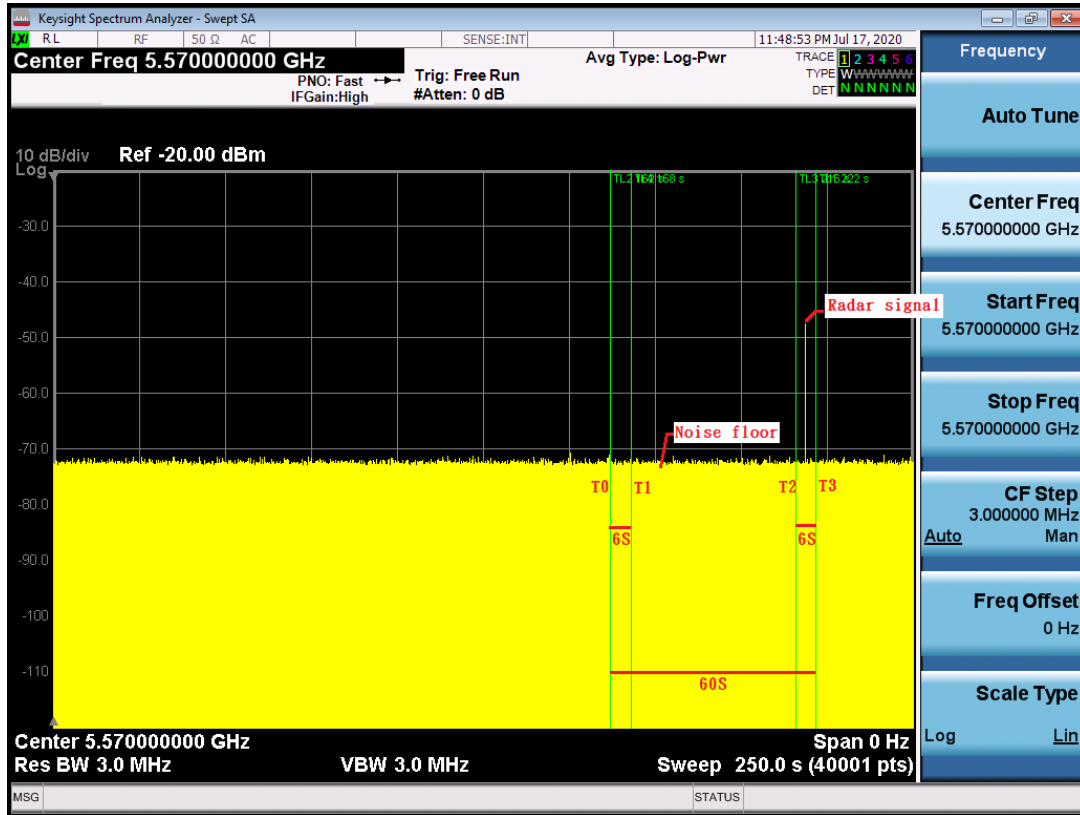 Keysight Spectrum Analyzer - Swept SA
LXI RL RF 50 Ω AC SENSE:INT 11:48:53 PM Jul 17, 2020
Center Freq 5.570000000 GHz
PNO: Fast
IFGain:High
Trig: Free Run
#Atten: 0 dB
Avg Type: Log-Pwr
TRACE 1 2 3 4 5 6
TYPE WWWWWW
DET N N N N N N
10 dB/div Ref -20.00 dBm
Log
TL2 s
TL3 222 s
-30.0
-40.0
-50.0
-60.0
-70.0
-80.0
-90.0
-100
-110
Radar signal
Noise floor
T0 T1 T2 T3
6S 6S
60S
Center 5.570000000 GHz Span 0 Hz
Res BW 3.0 MHz VBW 3.0 MHz Sweep 250.0 s (40001 pts)
MSG STATUS
Frequency
Auto Tune
Center Freq
5.570000000 GHz
Start Freq
5.570000000 GHz
Stop Freq
5.570000000 GHz
CF Step
3.000000 MHz
Auto Man
Freq Offset
0 Hz
Scale Type
Log Lin